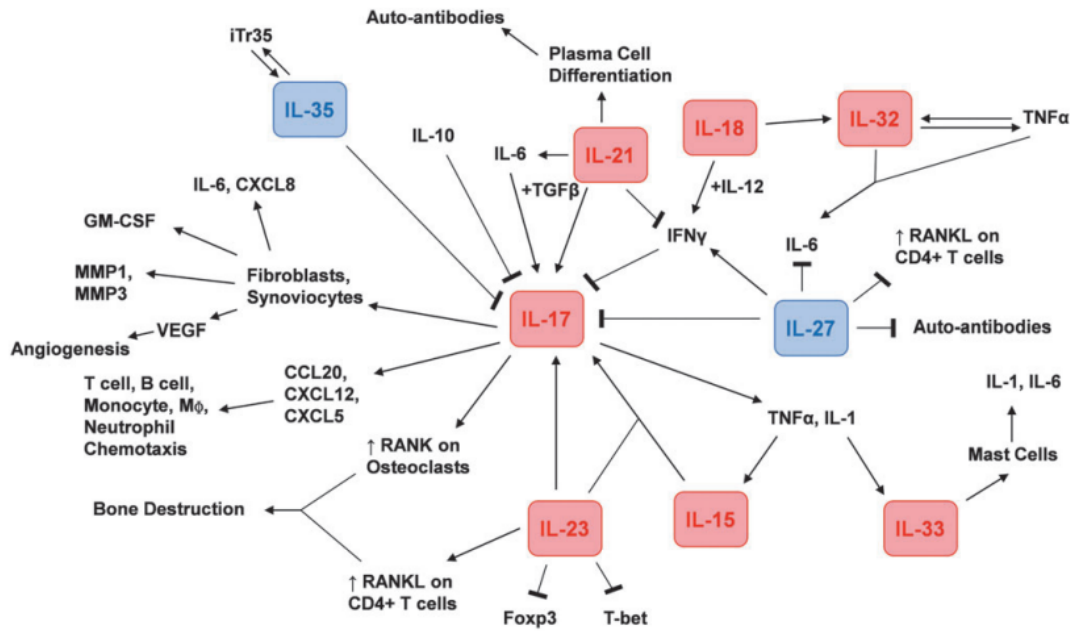 Auto-antibodies
iTr35
Plasma Cell
Differentiation
IL-35
IL-10
IL-6
IL-21
IL-18
IL-32
TNFα
+TGFβ
+IL-12
IL-6, CXCL8
GM-CSF
IFNγ
IL-6
↑ RANKL on
CD4+ T cells
MMP1,
MMP3
Fibroblasts,
Synoviocytes
IL-17
IL-27
Auto-antibodies
VEGF
Angiogenesis
T cell, B cell,
Monocyte, Mϕ,
Neutrophil
Chemotaxis
CCL20,
CXCL12,
CXCL5
IL-1, IL-6
TNFα, IL-1
↑ RANK on
Osteoclasts
Mast Cells
Bone Destruction
IL-23
IL-15
IL-33
↑ RANKL on
CD4+ T cells
Foxp3
T-bet